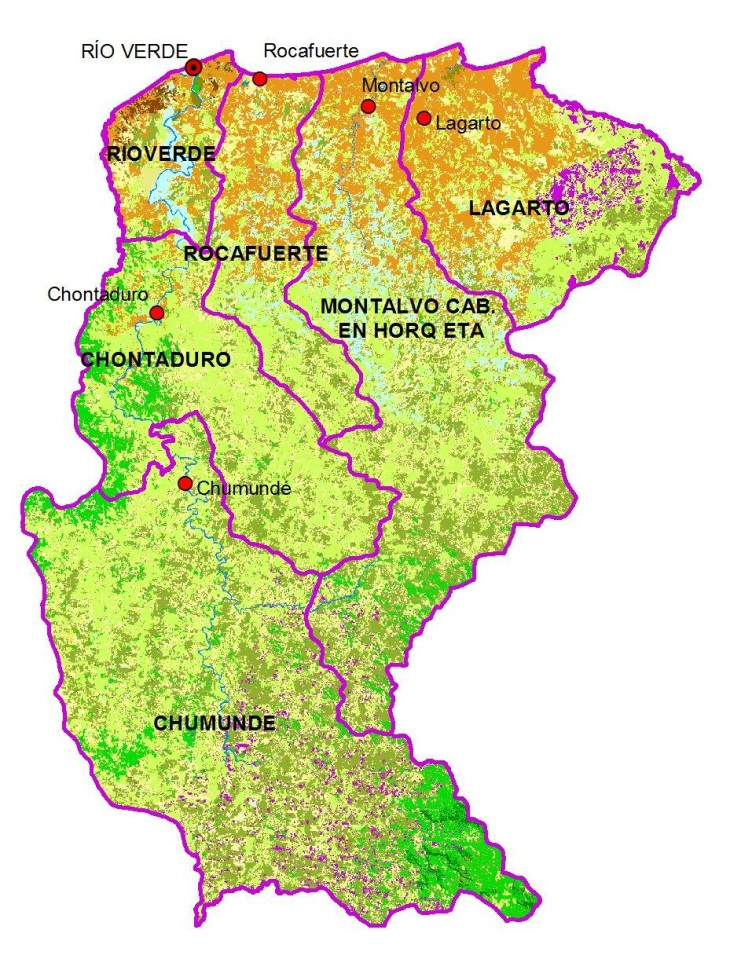 RÍO VERDE
Rocafuerte
Montalvo
Lagarto
RIOVERDE
LAGARTO
ROCAFUERTE
Chontaduro
MONTALVO CAB.
EN HORQ ETA
CHONTADURO
Chumundé
CHUMUNDE